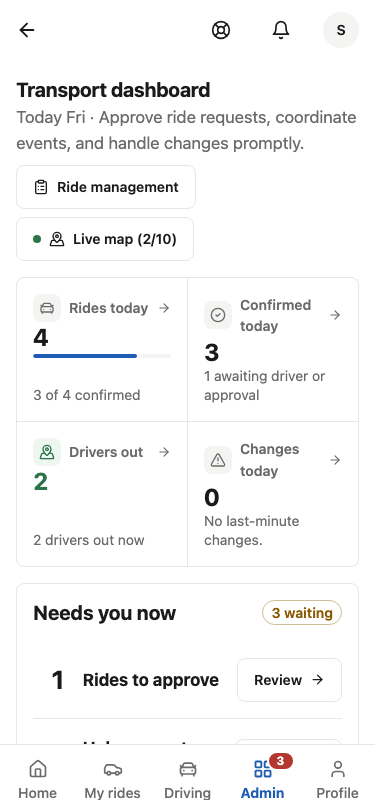 S
Transport dashboard
Today Fri · Approve ride requests, coordinate
events, and handle changes promptly.
Ride management
Live map (2/10)
Rides today
4
3 of 4 confirmed
Confirmed
today
3
1 awaiting driver or
approval
Drivers out
2
2 drivers out now
Changes
today
0
No last-minute
changes.
Needs you now
3 waiting
1 Rides to approve Review
3
Home My rides Driving Admin Profile